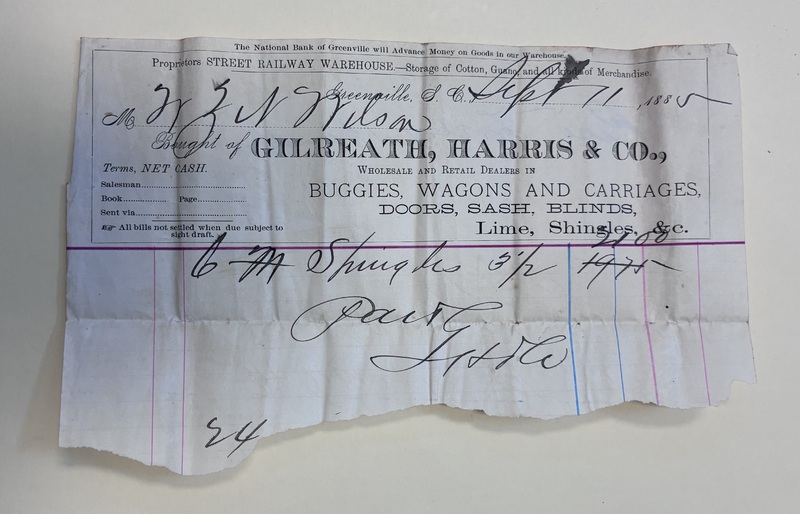 The National Bank of Greenville will Advance Money on Goods in our Warehouse.
Proprietors STREET RAILWAY WAREHOUSE.—Storage of Cotton, Guano, and all kinds of Merchandise.
Greenville, S. C. Sept 11, 1885
M W Z N Wilson
Bought of GILREATH, HARRIS & CO.,
Terms, NET CASH.
WHOLESALE AND RETAIL DEALERS IN
BUGGIES, WAGONS AND CARRIAGES,
DOORS, SASH, BLINDS,
Lime, Shingles, &c.
Salesman
Book Page
Sent via
All bills not settled when due subject to
sight draft.
21.00
6 M Shingles 3 1/2 19 75
Paid
24